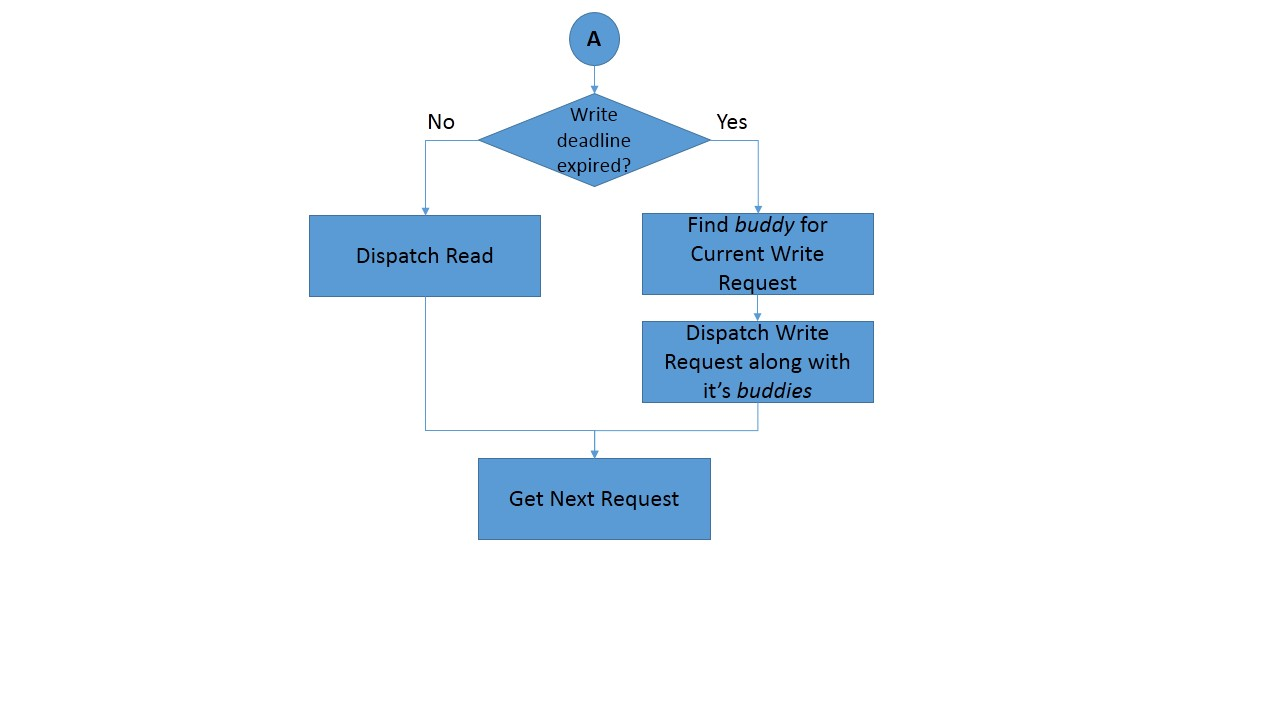 A
Write
deadline
expired?
No
Yes
Dispatch Read
Find buddy for
Current Write
Request
Dispatch Write
Request along with
it’s buddies
Get Next Request